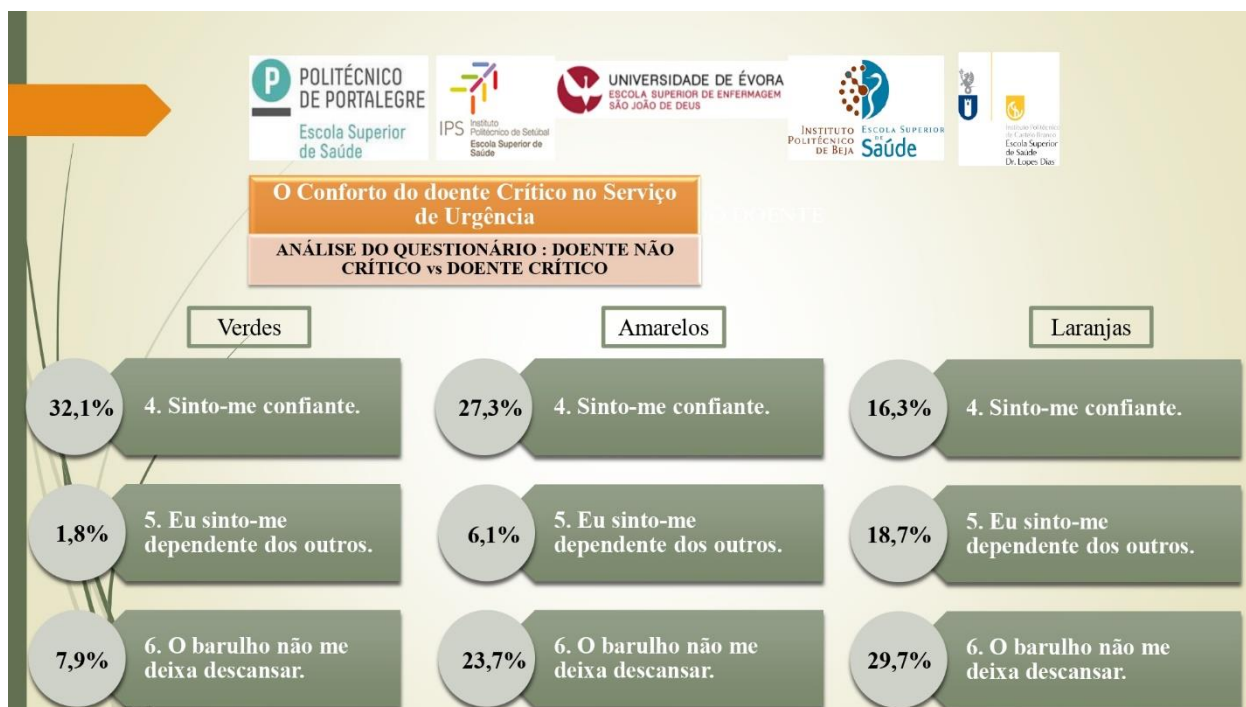 P
POLITÉCNICO
DE PORTALEGRE
Escola Superior
de Saúde
IPS
Instituto
Politécnico de Setúbal
Escola Superior de
Saúde
UNIVERSIDADE DE ÉVORA
ESCOLA SUPERIOR DE ENFERMAGEM
SÃO JOÃO DE DEUS
INSTITUTO
POLITÉCNICO
DE BEJA
ESCOLA SUPERIOR
DE
Saúde
Instituto Politécnico
de Castelo Branco
Escola Superior
de Saúde
Dr. Lopes Dias
O Conforto do doente Crítico no Serviço
de Urgência
DOENTE
ANÁLISE DO QUESTIONÁRIO : DOENTE NÃO
CRÍTICO vs DOENTE CRÍTICO
Verdes
Amarelos
Laranjas
32,1%
4. Sinto-me confiante.
27,3%
4. Sinto-me confiante.
16,3%
4. Sinto-me confiante.
1,8%
5. Eu sinto-me
dependente dos outros.
6,1%
5. Eu sinto-me
dependente dos outros.
18,7%
5. Eu sinto-me
dependente dos outros.
7,9%
6. O barulho não me
deixa descansar.
23,7%
6. O barulho não me
deixa descansar.
29,7%
6. O barulho não me
deixa descansar.